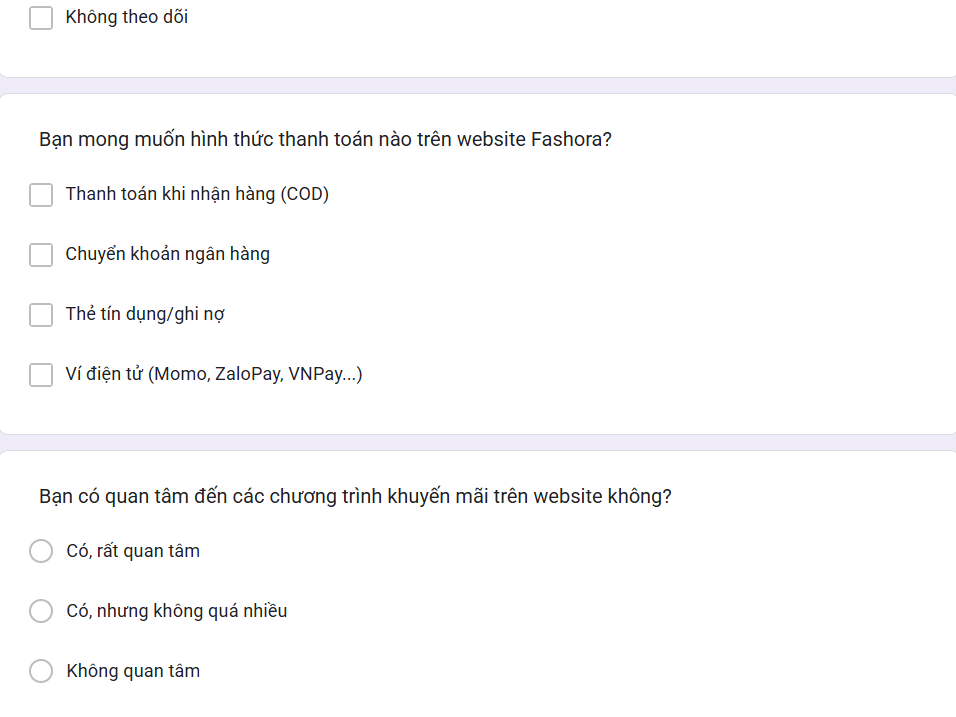 Không theo dõi
Bạn mong muốn hình thức thanh toán nào trên website Fashora?
Thanh toán khi nhận hàng (COD)
Chuyển khoản ngân hàng
Thẻ tín dụng/ghi nợ
Ví điện tử (Momo, ZaloPay, VNPay...)
Bạn có quan tâm đến các chương trình khuyến mãi trên website không?
Có, rất quan tâm
Có, nhưng không quá nhiều
Không quan tâm